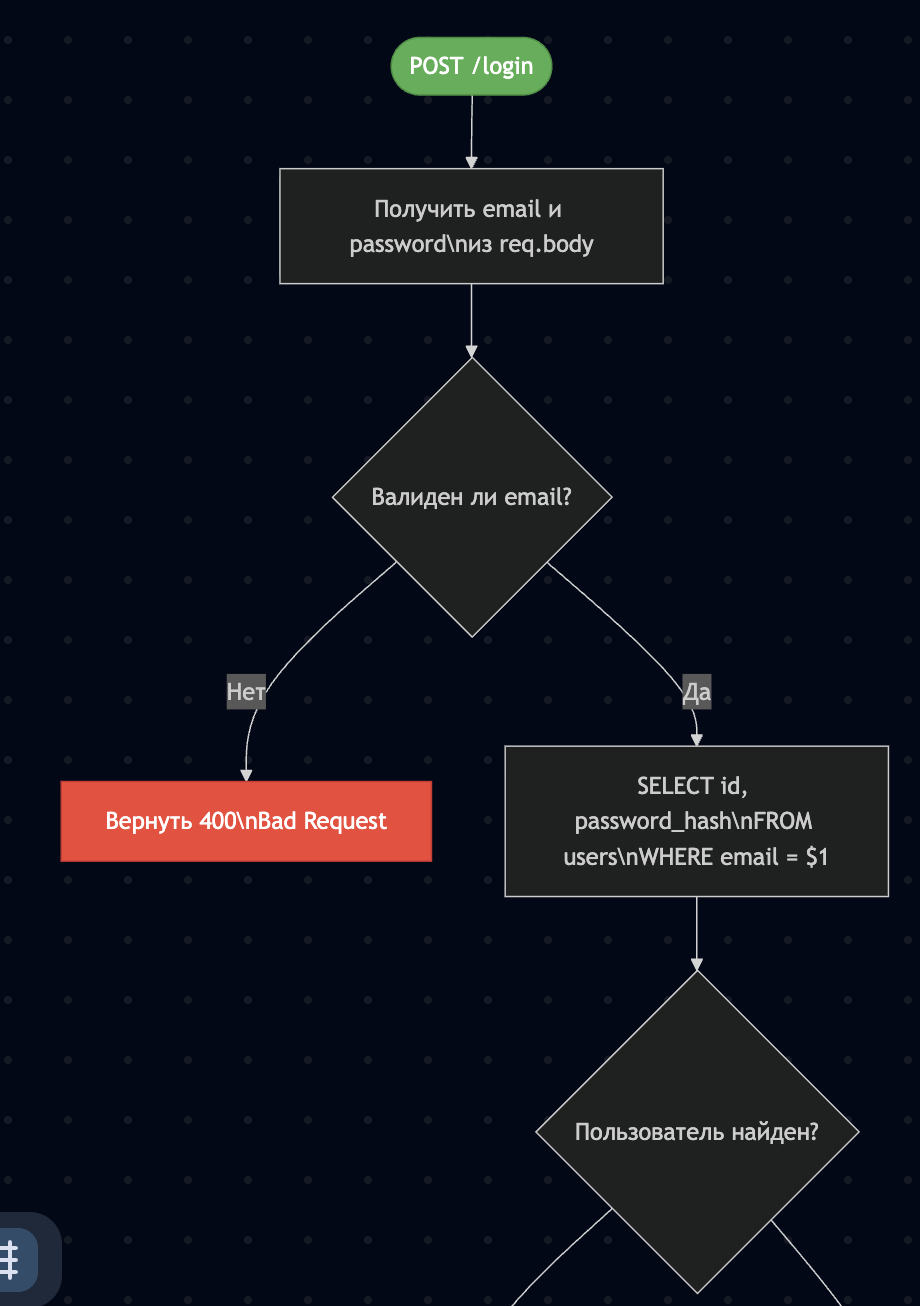 POST /login
Получить email и
password\nиз req.body
Валиден ли email?
Нет
Да
Вернуть 400\nBad Request
SELECT id,
password_hash\nFROM
users\nWHERE email = $1
Пользователь найден?